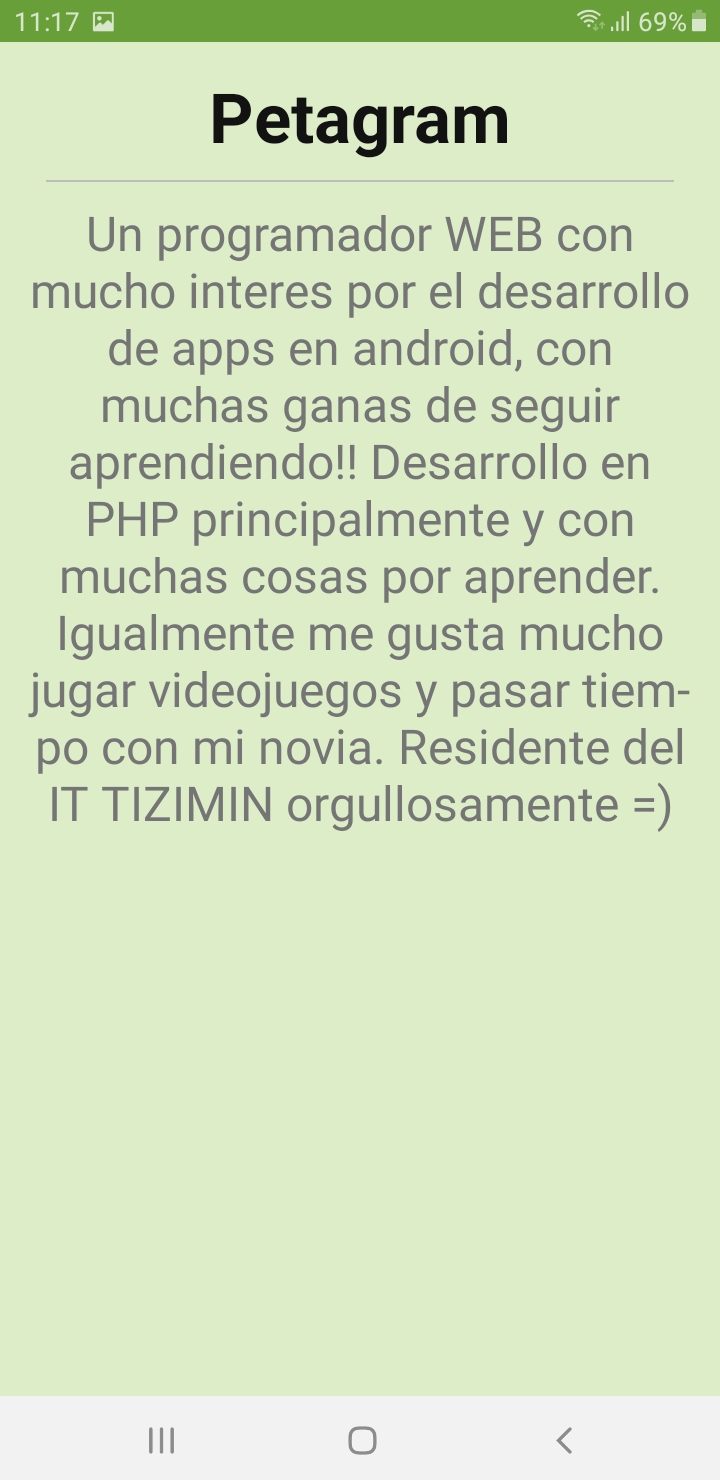 11:17 69%
Petagram
Un programador WEB con
mucho interes por el desarrollo
de apps en android, con
muchas ganas de seguir
aprendiendo!! Desarrollo en
PHP principalmente y con
muchas cosas por aprender.
Igualmente me gusta mucho
jugar videojuegos y pasar tiem-
po con mi novia. Residente del
IT TIZIMIN orgullosamente =)